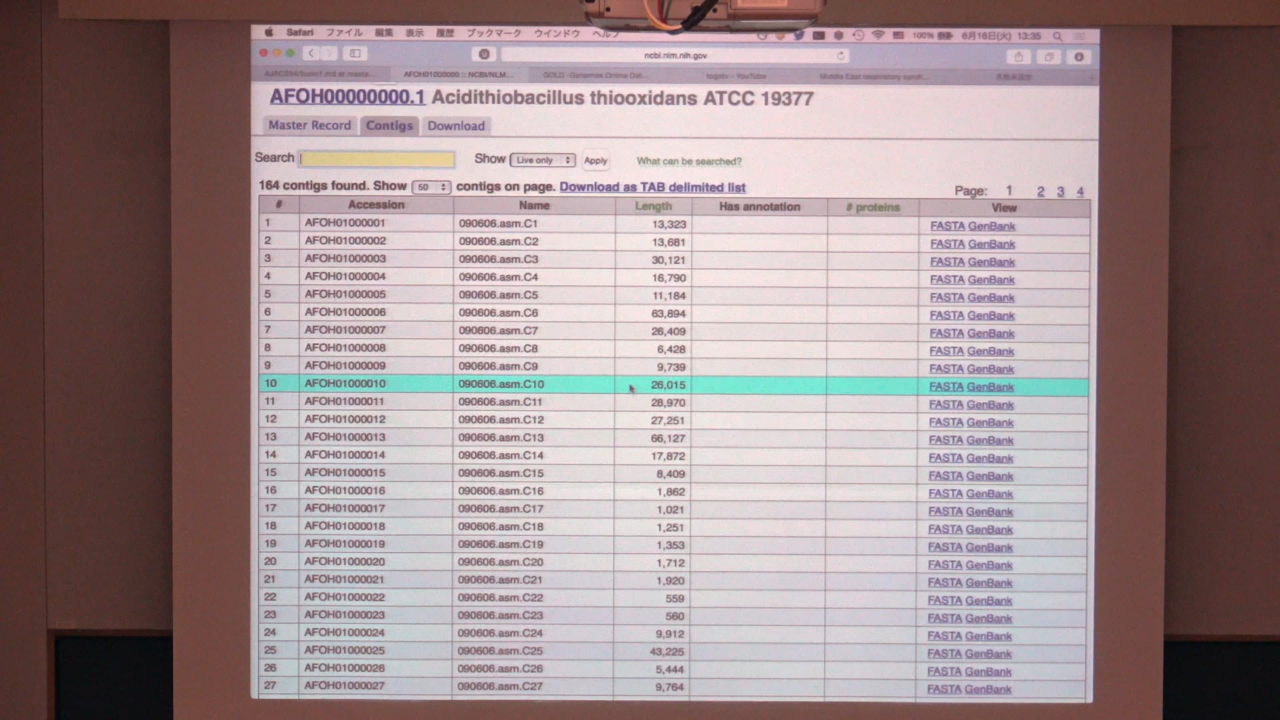 Safari ファイル 編集 表示 履歴 ブックマーク ウインドウ ヘルプ 100% 6月16日(火) 13:35
ncbi.nlm.nih.gov
AFOH01000000 :: NCBI/NLM... GOLD :Genomes Online Dat... togotv - YouTube Middle East respiratory syndr...
AFOH00000000.1 Acidithiobacillus thiooxidans ATCC 19377
Master Record Contigs Download
Search Show Live only Apply What can be searched?
164 contigs found. Show 50 contigs on page. Download as TAB delimited list Page: 1 2 3 4
# Accession Name Length Has annotation # proteins View
1 AFOH01000001 090606.asm.C1 13,323 FASTA GenBank
2 AFOH01000002 090606.asm.C2 13,681 FASTA GenBank
3 AFOH01000003 090606.asm.C3 30,121 FASTA GenBank
4 AFOH01000004 090606.asm.C4 16,790 FASTA GenBank
5 AFOH01000005 090606.asm.C5 11,184 FASTA GenBank
6 AFOH01000006 090606.asm.C6 63,894 FASTA GenBank
7 AFOH01000007 090606.asm.C7 26,409 FASTA GenBank
8 AFOH01000008 090606.asm.C8 6,428 FASTA GenBank
9 AFOH01000009 090606.asm.C9 9,739 FASTA GenBank
10 AFOH01000010 090606.asm.C10 26,015 FASTA GenBank
11 AFOH01000011 090606.asm.C11 28,970 FASTA GenBank
12 AFOH01000012 090606.asm.C12 27,251 FASTA GenBank
13 AFOH01000013 090606.asm.C13 66,127 FASTA GenBank
14 AFOH01000014 090606.asm.C14 17,872 FASTA GenBank
15 AFOH01000015 090606.asm.C15 8,409 FASTA GenBank
16 AFOH01000016 090606.asm.C16 1,862 FASTA GenBank
17 AFOH01000017 090606.asm.C17 1,021 FASTA GenBank
18 AFOH01000018 090606.asm.C18 1,251 FASTA GenBank
19 AFOH01000019 090606.asm.C19 1,353 FASTA GenBank
20 AFOH01000020 090606.asm.C20 1,712 FASTA GenBank
21 AFOH01000021 090606.asm.C21 1,920 FASTA GenBank
22 AFOH01000022 090606.asm.C22 559 FASTA GenBank
23 AFOH01000023 090606.asm.C23 560 FASTA GenBank
24 AFOH01000024 090606.asm.C24 9,912 FASTA GenBank
25 AFOH01000025 090606.asm.C25 43,225 FASTA GenBank
26 AFOH01000026 090606.asm.C26 5,444 FASTA GenBank
27 AFOH01000027 090606.asm.C27 9,764 FASTA GenBank